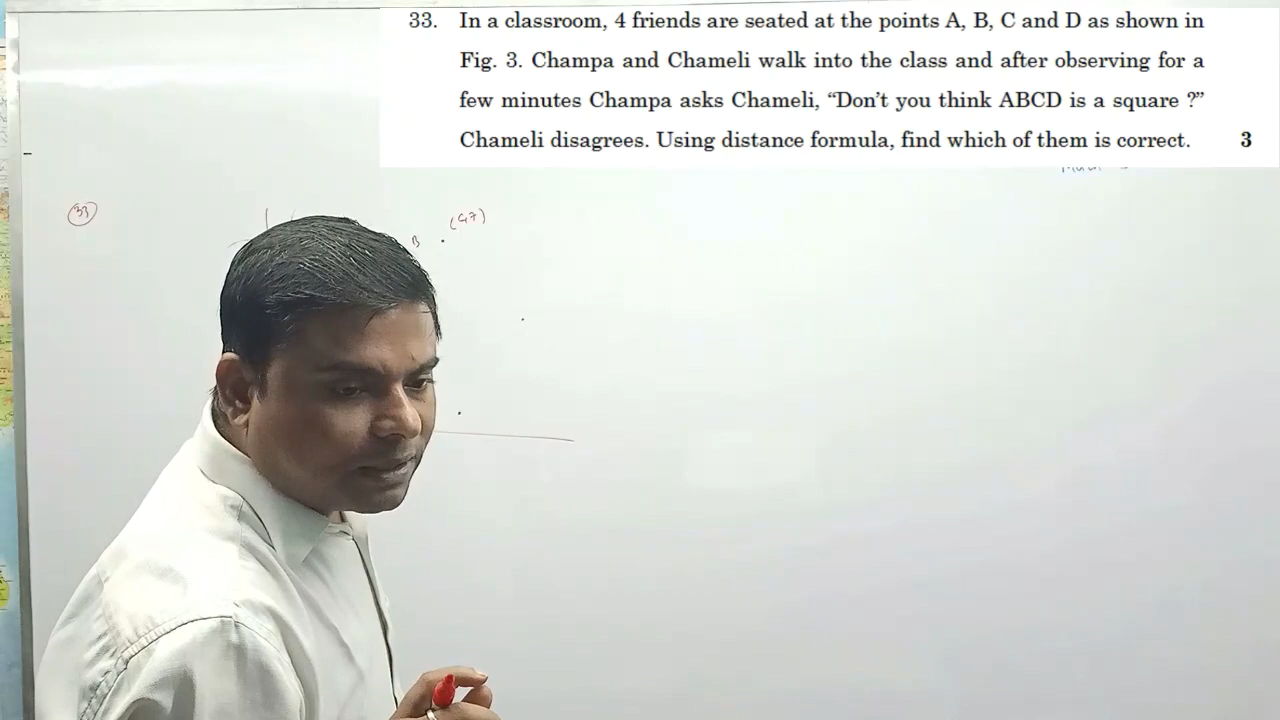 33. In a classroom, 4 friends are seated at the points A, B, C and D as shown in
Fig. 3. Champa and Chameli walk into the class and after observing for a
few minutes Champa asks Chameli, “Don’t you think ABCD is a square ?”
Chameli disagrees. Using distance formula, find which of them is correct. 3
33
B